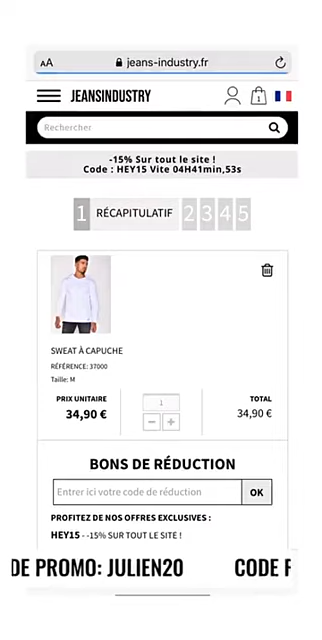 AA jeans-industry.fr
JEANSINDUSTRY
1
Rechercher
-15% Sur tout le site !
Code : HEY15 Vite 04H41min,53s
1 RÉCAPITULATIF 2 3 4 5
SWEAT À CAPUCHE
RÉFÉRENCE: 37000
Taille: M
PRIX UNITAIRE
34,90 €
1
− +
TOTAL
34,90 €
BONS DE RÉDUCTION
Entrer ici votre code de réduction OK
PROFITEZ DE NOS OFFRES EXCLUSIVES :
HEY15 - -15% SUR TOUT LE SITE !
DE PROMO: JULIEN20 CODE